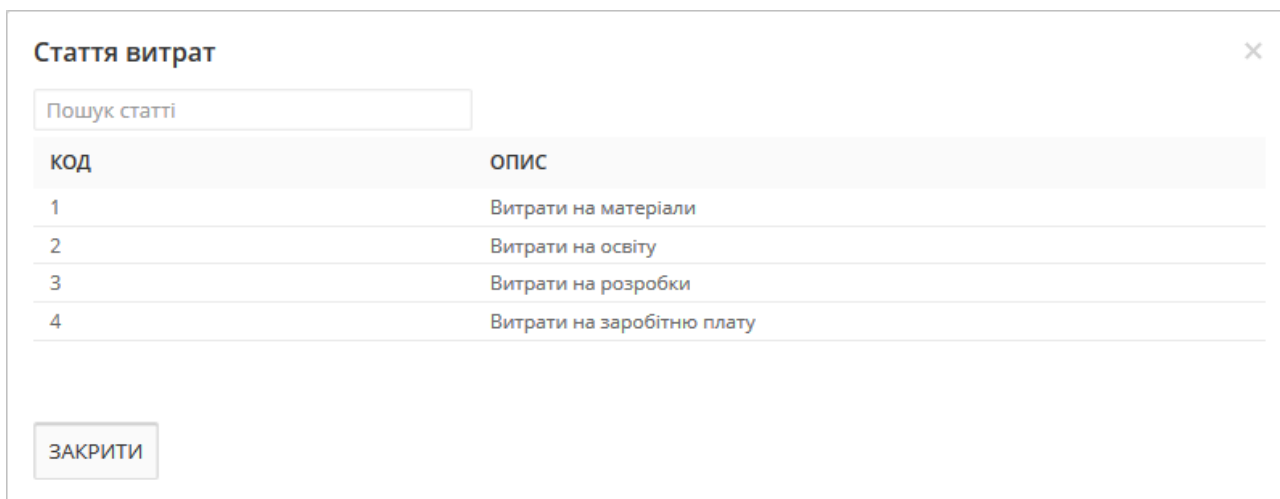 Стаття витрат
Пошук статті
КОД ОПИС
1 Витрати на матеріали
2 Витрати на освіту
3 Витрати на розробки
4 Витрати на заробітню плату
ЗАКРИТИ